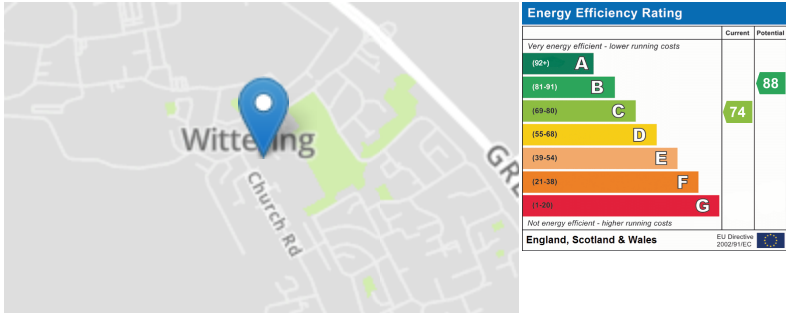 Wittering
Church Rd
GRE
Energy Efficiency Rating
Current Potential
Very energy efficient - lower running costs
(92+) A
(81-91) B
88
(69-80) C
74
(55-68) D
(39-54) E
(21-38) F
(1-20) G
Not energy efficient - higher running costs
England, Scotland & Wales
EU Directive
2002/91/EC